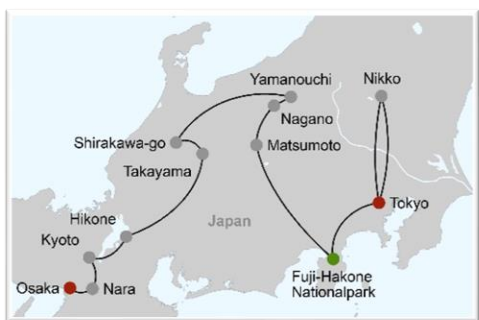 Yamanouchi
Nikko
Nagano
Shirakawa-go
Matsumoto
Takayama
Tokyo
Hikone
Japan
Kyoto
Fuji-Hakone
Nationalpark
Osaka
Nara